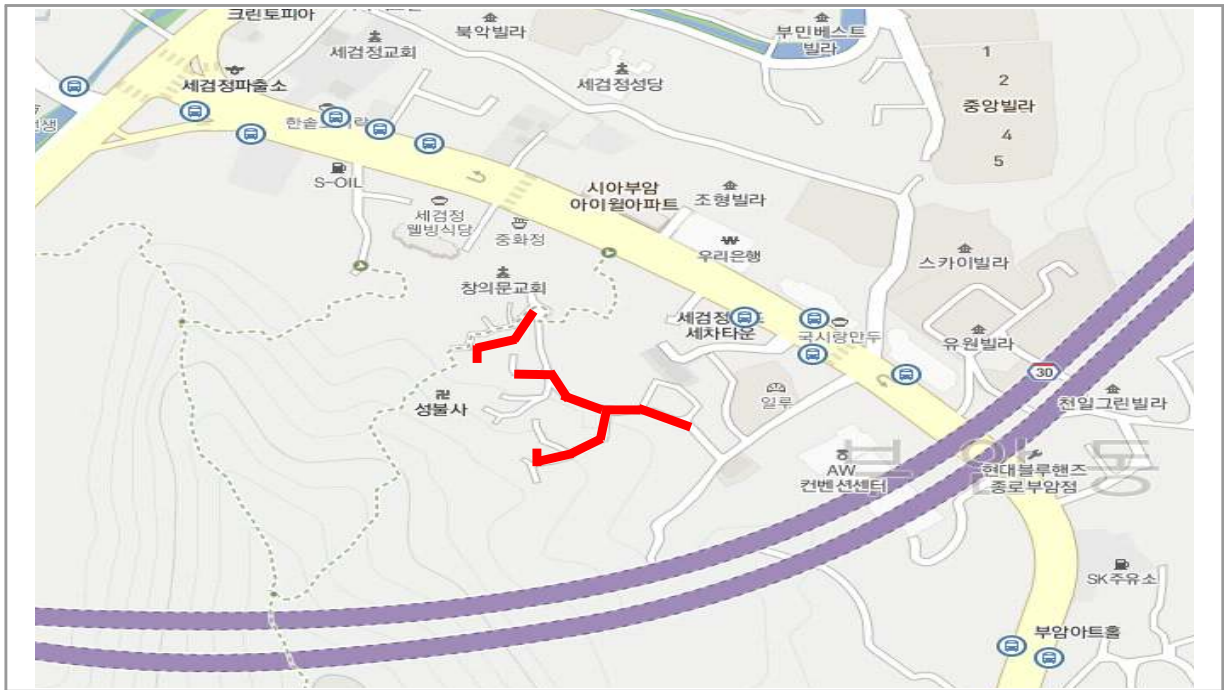 크린토피아
북악빌라
부민베스트
빌라
세검정교회
세검정성당
세검정파출소
1
2
중앙빌라
4
5
S-OIL
시아부암
아이윌아파트
조형빌라
세검정
웰빙식당
중화정
우리은행
스카이빌라
창의문교회
세검정
세차타운
국시랑만두
유원빌라
30
성불사
일루
천일그린빌라
부암동
AW
컨벤션센터
현대블루핸즈
종로부암점
SK주유소
부암아트홀